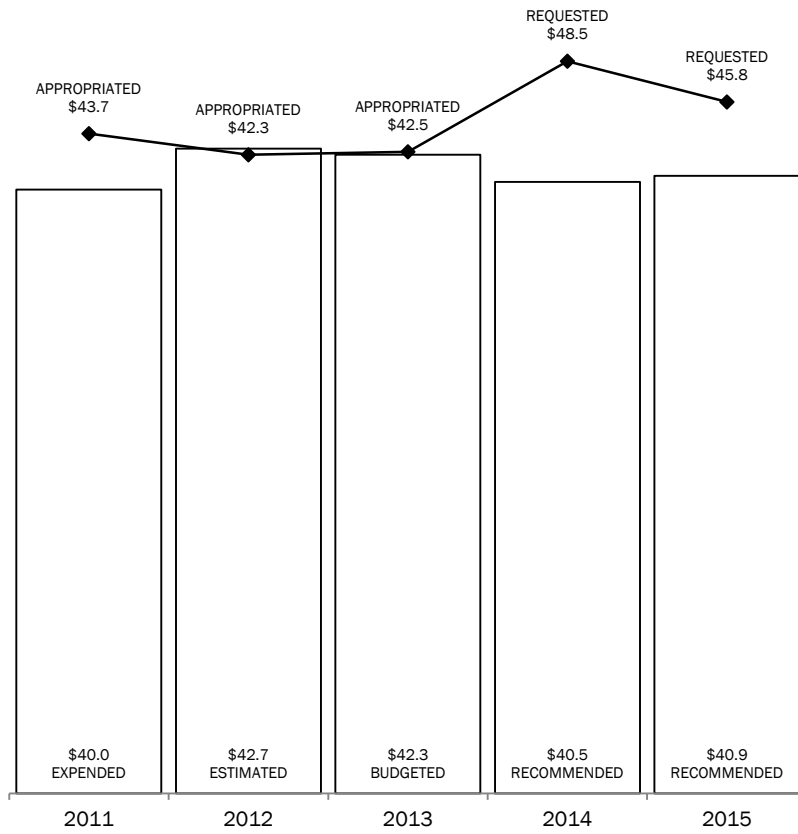 REQUESTED
$48.5
REQUESTED
$45.8
APPROPRIATED
$43.7
APPROPRIATED
$42.3
APPROPRIATED
$42.5
$40.0
EXPENDED
$42.7
ESTIMATED
$42.3
BUDGETED
$40.5
RECOMMENDED
$40.9
RECOMMENDED
2011
2012
2013
2014
2015